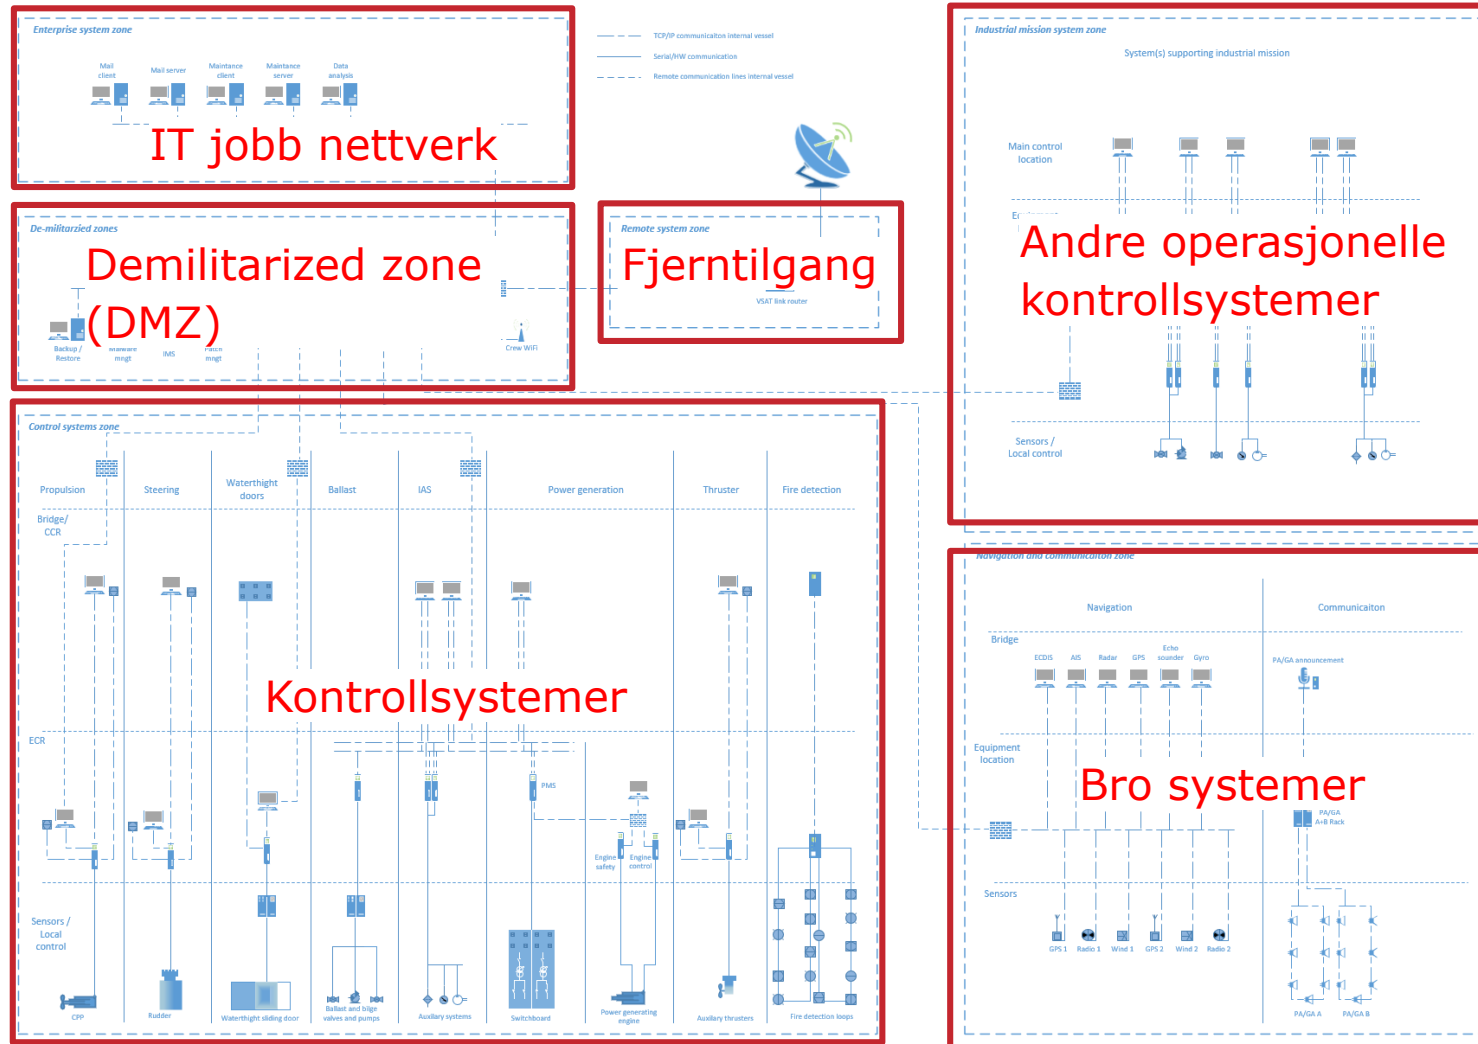 Enterprise system zone
Mail client
Mail server
Maintance client
Maintance server
Data analysis
IT jobb nettverk
TCP/IP communicaiton internal vessel
Serial/HW communication
Remote communication lines internal vessel
De-militarzied zones
Demilitarized zone
(DMZ)
Backup / Restore
Malware mngt
IMS
Patch mngt
Crew WiFi
Remote system zone
Fjerntilgang
VSAT link router
Industrial mission system zone
System(s) supporting industrial mission
Main control location
Andre operasjonelle
kontrollsystemer
Sensors / Local control
Control systems zone
Propulsion
Steering
Waterthight doors
Ballast
IAS
Power generation
Thruster
Fire detection
Bridge/ CCR
Kontrollsystemer
ECR
PMS
Engine safety
Engine control
Sensors / Local control
CPP
Rudder
Waterthight sliding door
Ballast and bilge valves and pumps
Auxilary systems
Switchboard
Power generating engine
Auxilary thrusters
Fire detection loops
Navigation and communicaiton zone
Navigation
Communicaiton
Bridge
ECDIS
AIS
Radar
GPS
Echo sounder
Gyro
PA/GA announcement
Equipment location
Bro systemer
PA/GA A+B Rack
Sensors
GPS 1
Radio 1
Wind 1
GPS 2
Wind 2
Radio 2
PA/GA A
PA/GA B